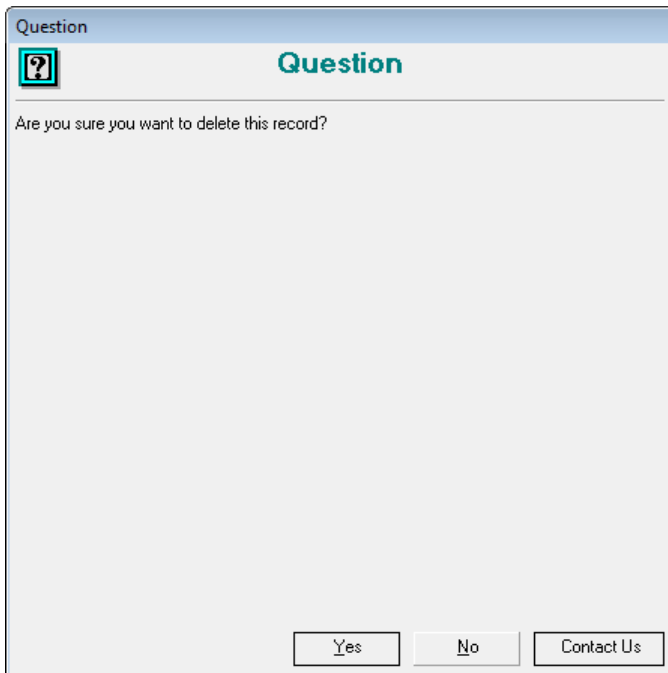 Question
Question
Are you sure you want to delete this record?
Yes No Contact Us